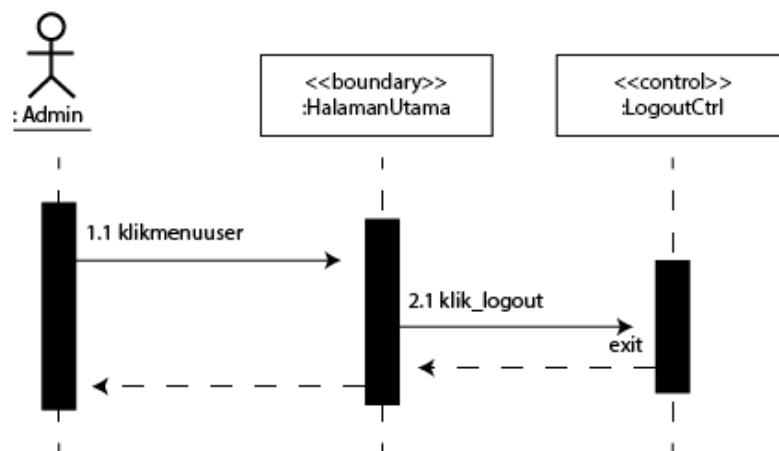 : Admin
<<boundary>>
:HalamanUtama
<<control>>
:LogoutCtrl
1.1 klikmenuuser
2.1 klik_logout
exit